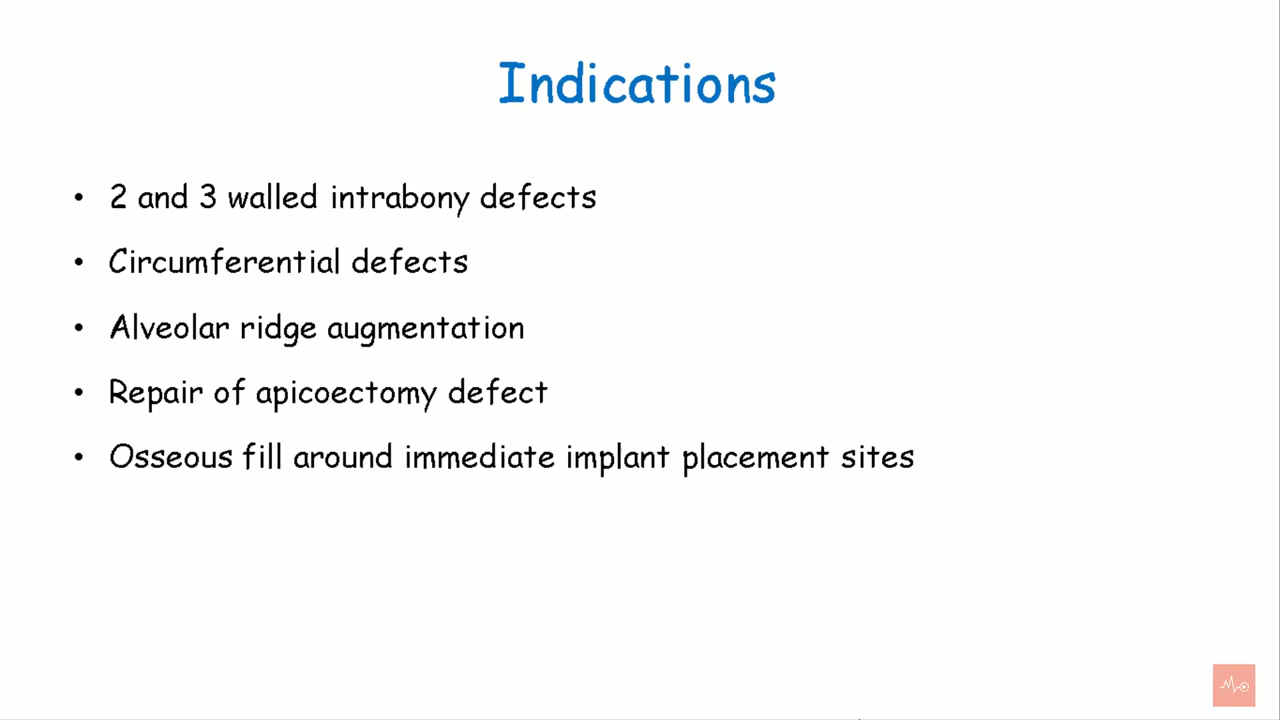 Indications
• 2 and 3 walled intrabony defects
• Circumferential defects
• Alveolar ridge augmentation
• Repair of apicoectomy defect
• Osseous fill around immediate implant placement sites